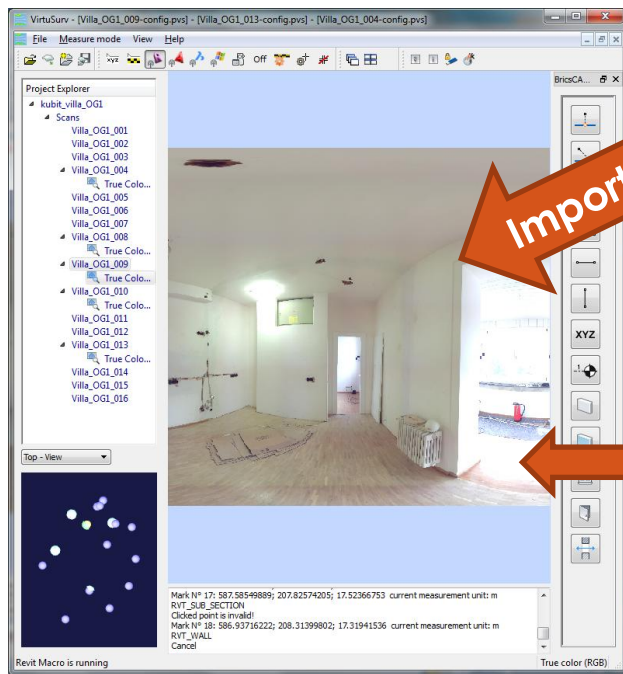 VirtuSurv - [Villa_OG1_009-config.pvs] - [Villa_OG1_013-config.pvs] - [Villa_OG1_004-config.pvs]
File Measure mode View Help
xyz Off
Project Explorer
BricsCA...
kubit_villa_OG1
Scans
Villa_OG1_001
Villa_OG1_002
Villa_OG1_003
Villa_OG1_004
True Colo...
Villa_OG1_005
Villa_OG1_006
Villa_OG1_007
Villa_OG1_008
True Colo...
Villa_OG1_009
True Colo...
Villa_OG1_010
True Colo...
Villa_OG1_011
Villa_OG1_012
Villa_OG1_013
True Colo...
Villa_OG1_014
Villa_OG1_015
Villa_OG1_016
Import
XYZ
Top - View
Mark N° 17: 587.58549889; 207.82574205; 17.52366753 current measurement unit: m
RVT_SUB_SECTION
Clicked point is invalid!
Mark N° 18: 586.93716222; 208.31399802; 17.31941536 current measurement unit: m
RVT_WALL
Cancel
Revit Macro is running
True color (RGB)